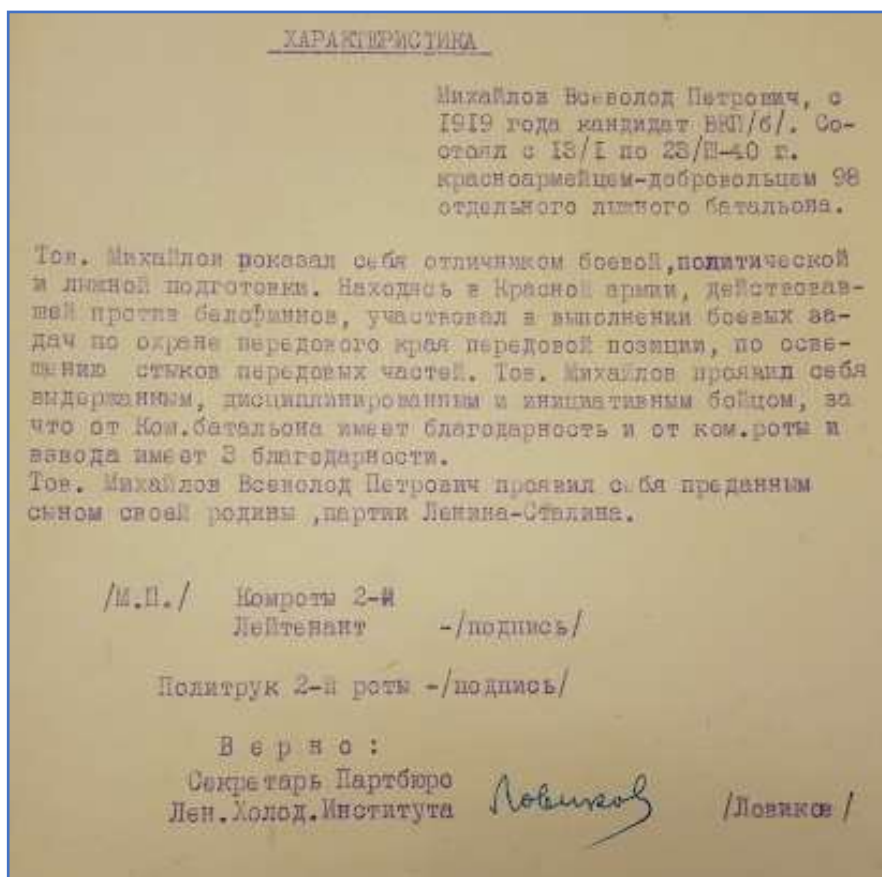 ХАРАКТЕРИСТИКА
Михайлов Всеволод Петрович, с
1919 года кандидат ВКП/б/. Со-
стоял с 13/I по 23/Ш-40 г.
красноармейцем-добровольцем 98
отдельного лыжного батальона.
Тов. Михайлов роказал себя отличником боевой,политической
и лыжной подготовки. Находясь в Красной армии, действовав-
шей против белофиннов, участвовал в выполнении боевых за-
дач по охране передового края передовой позиции, по осве-
щению стыков передовых частей. Тов. Михайлов проявил себя
выдержанным, дисциплинированным и инициативным бойцом, за
что от Ком.батальона имеет благодарность и от ком.роты и
взвода имеет 3 благодарности.
Тов. Михайлов Всеволод Петрович проявил себя преданным
сыном своей родины ,партии Ленина-Сталина.
/М.П./ Комроты 2-й
Лейтенант -/подпись/
Политрук 2-й роты -/подпись/
Верно:
Секретарь Партбюро
Лен.Холод.Института Ловиков /Ловиков/